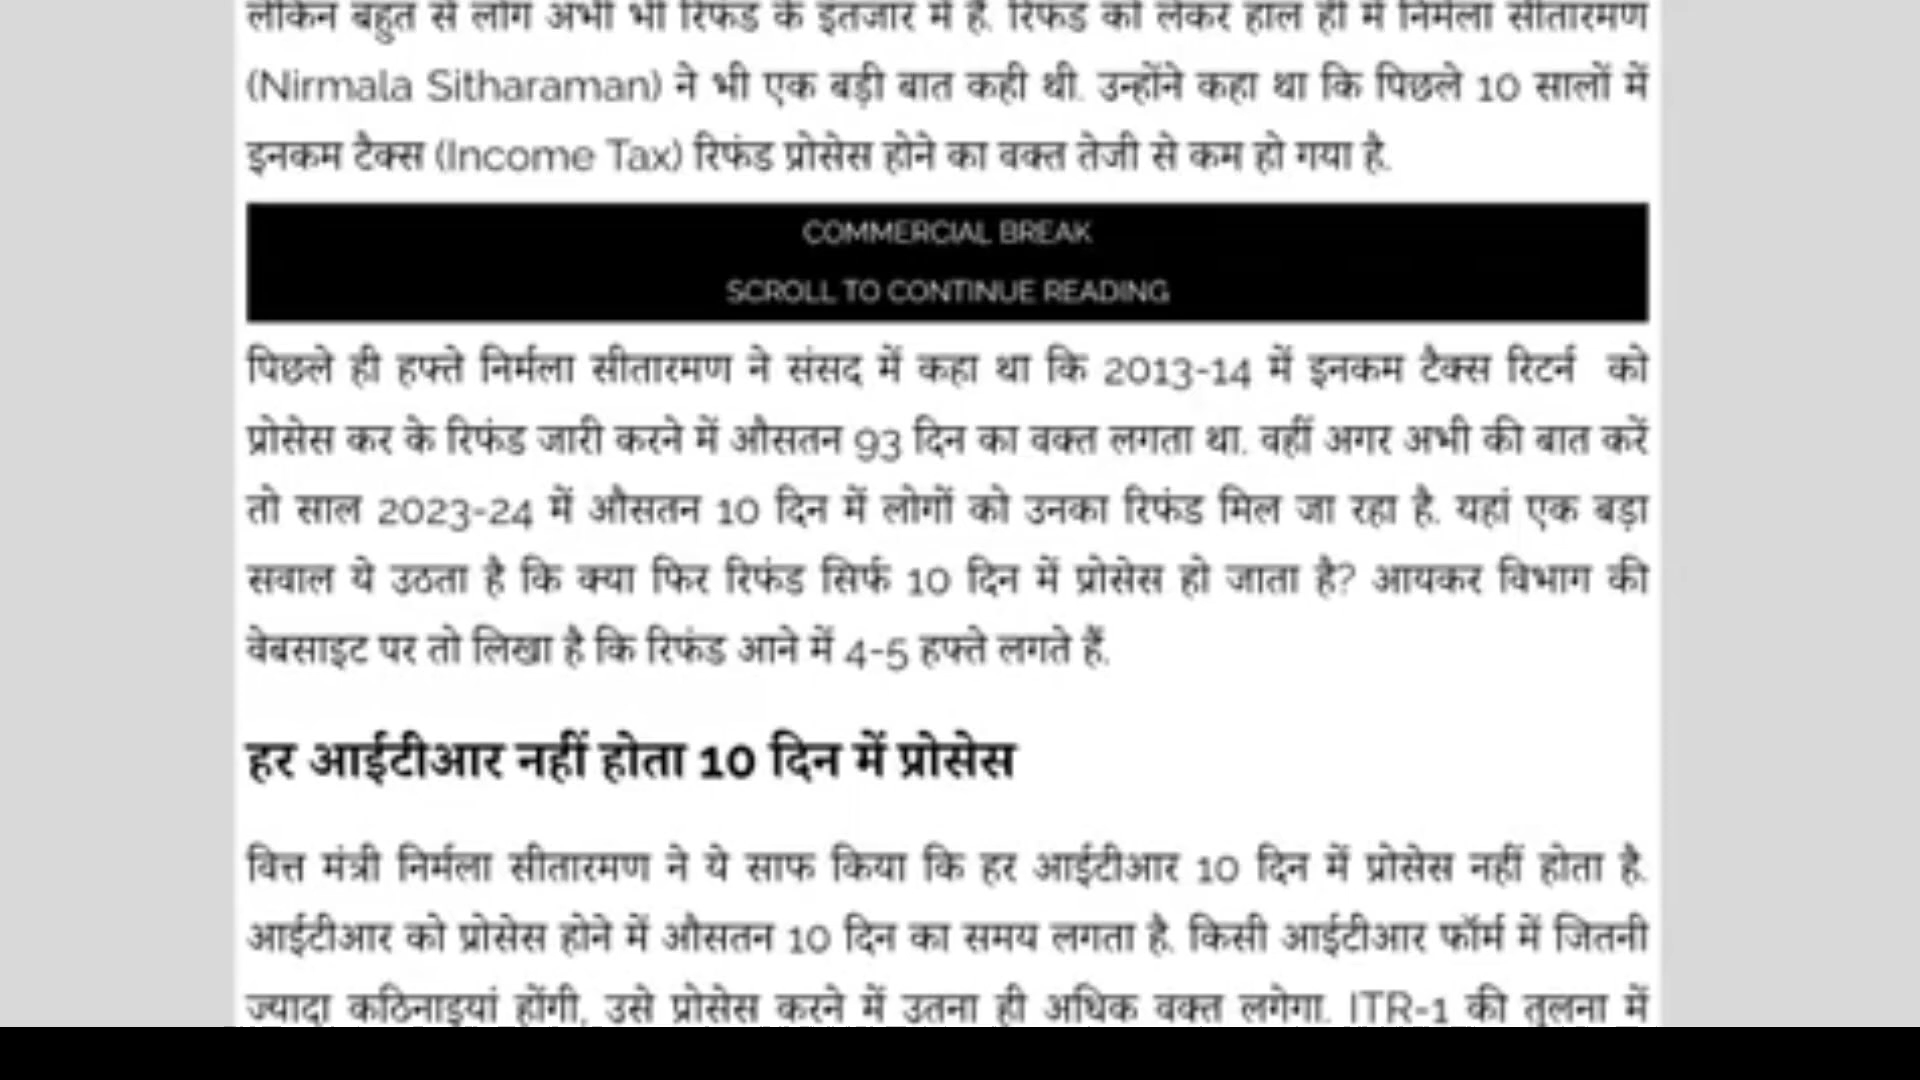 लेकिन बहुत से लोग अभी भी रिफंड के इंतजार में हैं. रिफंड को लेकर हाल ही में निर्मला सीतारमण
(Nirmala Sitharaman) ने भी एक बड़ी बात कही थी. उन्होंने कहा था कि पिछले 10 सालों में
इनकम टैक्स (Income Tax) रिफंड प्रोसेस होने का वक्त तेजी से कम हो गया है.
COMMERCIAL BREAK
SCROLL TO CONTINUE READING
पिछले ही हफ्ते निर्मला सीतारमण ने संसद में कहा था कि 2013-14 में इनकम टैक्स रिटर्न को
प्रोसेस कर के रिफंड जारी करने में औसतन 93 दिन का वक्त लगता था. वहीं अगर अभी की बात करें
तो साल 2023-24 में औसतन 10 दिन में लोगों को उनका रिफंड मिल जा रहा है. यहां एक बड़ा
सवाल ये उठता है कि क्या फिर रिफंड सिर्फ 10 दिन में प्रोसेस हो जाता है? आयकर विभाग की
वेबसाइट पर तो लिखा है कि रिफंड आने में 4-5 हफ्ते लगते हैं.
हर आईटीआर नहीं होता 10 दिन में प्रोसेस
वित्त मंत्री निर्मला सीतारमण ने ये साफ किया कि हर आईटीआर 10 दिन में प्रोसेस नहीं होता है.
आईटीआर को प्रोसेस होने में औसतन 10 दिन का समय लगता है. किसी आईटीआर फॉर्म में जितनी
ज्यादा कठिनाइयां होंगी, उसे प्रोसेस करने में उतना ही अधिक वक्त लगेगा. ITR-1 की तुलना में